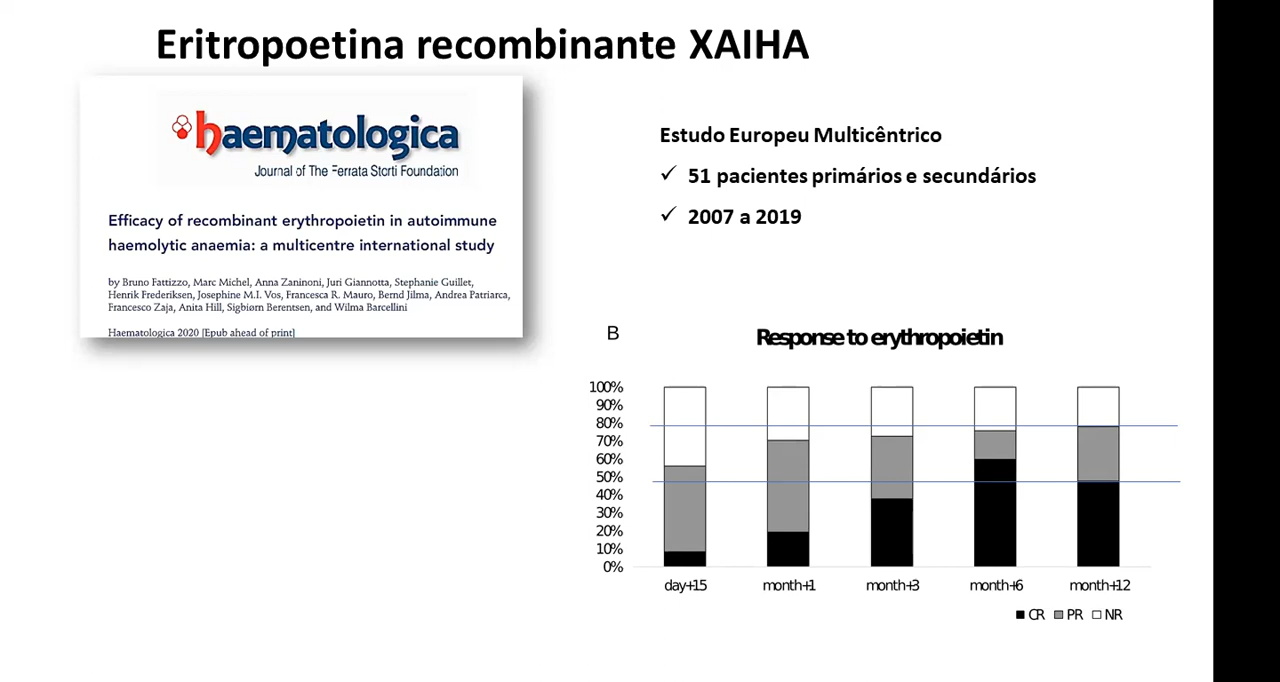 Eritropoetina recombinante XAIHA
haematologica
Journal of The Ferrata Storti Foundation
Efficacy of recombinant erythropoietin in autoimmune
haemolytic anaemia: a multicentre international study
by Bruno Fattizzo, Marc Michel, Anna Zaninoni, Juri Giannotta, Stephanie Guillet,
Henrik Frederiksen, Josephine M.I. Vos, Francesca R. Mauro, Bernd Jilma, Andrea Patriarca,
Francesco Zaja, Anita Hill, Sigbiørn Berentsen, and Wilma Barcellini
Haematologica 2020 [Epub ahead of print]
Estudo Europeu Multicêntrico
✓ 51 pacientes primários e secundários
✓ 2007 a 2019
B
Response to erythropoietin
100%
90%
80%
70%
60%
50%
40%
30%
20%
10%
0%
day+15 month+1 month+3 month+6 month+12
CR PR NR